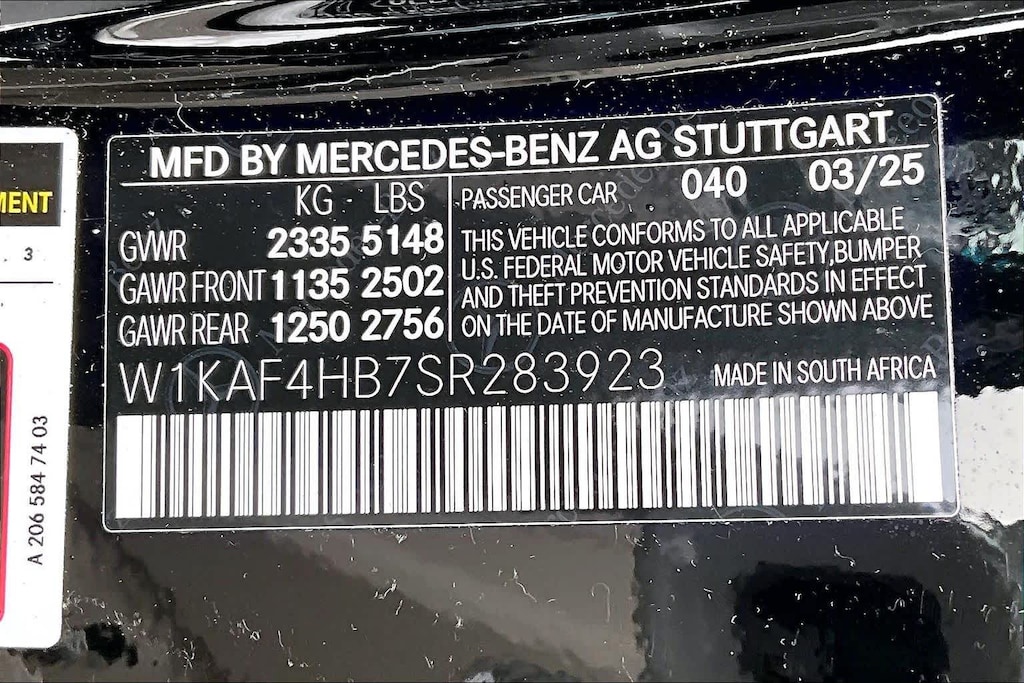 MFD BY MERCEDES-BENZ AG STUTTGART
KG - LBS
GVWR 2335 5148
GAWR FRONT 1135 2502
GAWR REAR 1250 2756
PASSENGER CAR 040 03/25
THIS VEHICLE CONFORMS TO ALL APPLICABLE
U.S. FEDERAL MOTOR VEHICLE SAFETY, BUMPER
AND THEFT PREVENTION STANDARDS IN EFFECT
ON THE DATE OF MANUFACTURE SHOWN ABOVE
W1KAF4HB7SR283923 MADE IN SOUTH AFRICA
MENT
. 3
A 206 584 74 03